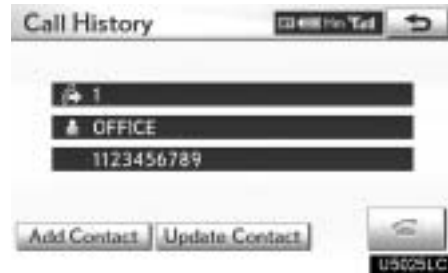 Call History
1
OFFICE
1123456789
Add Contact Update Contact
U5025LC